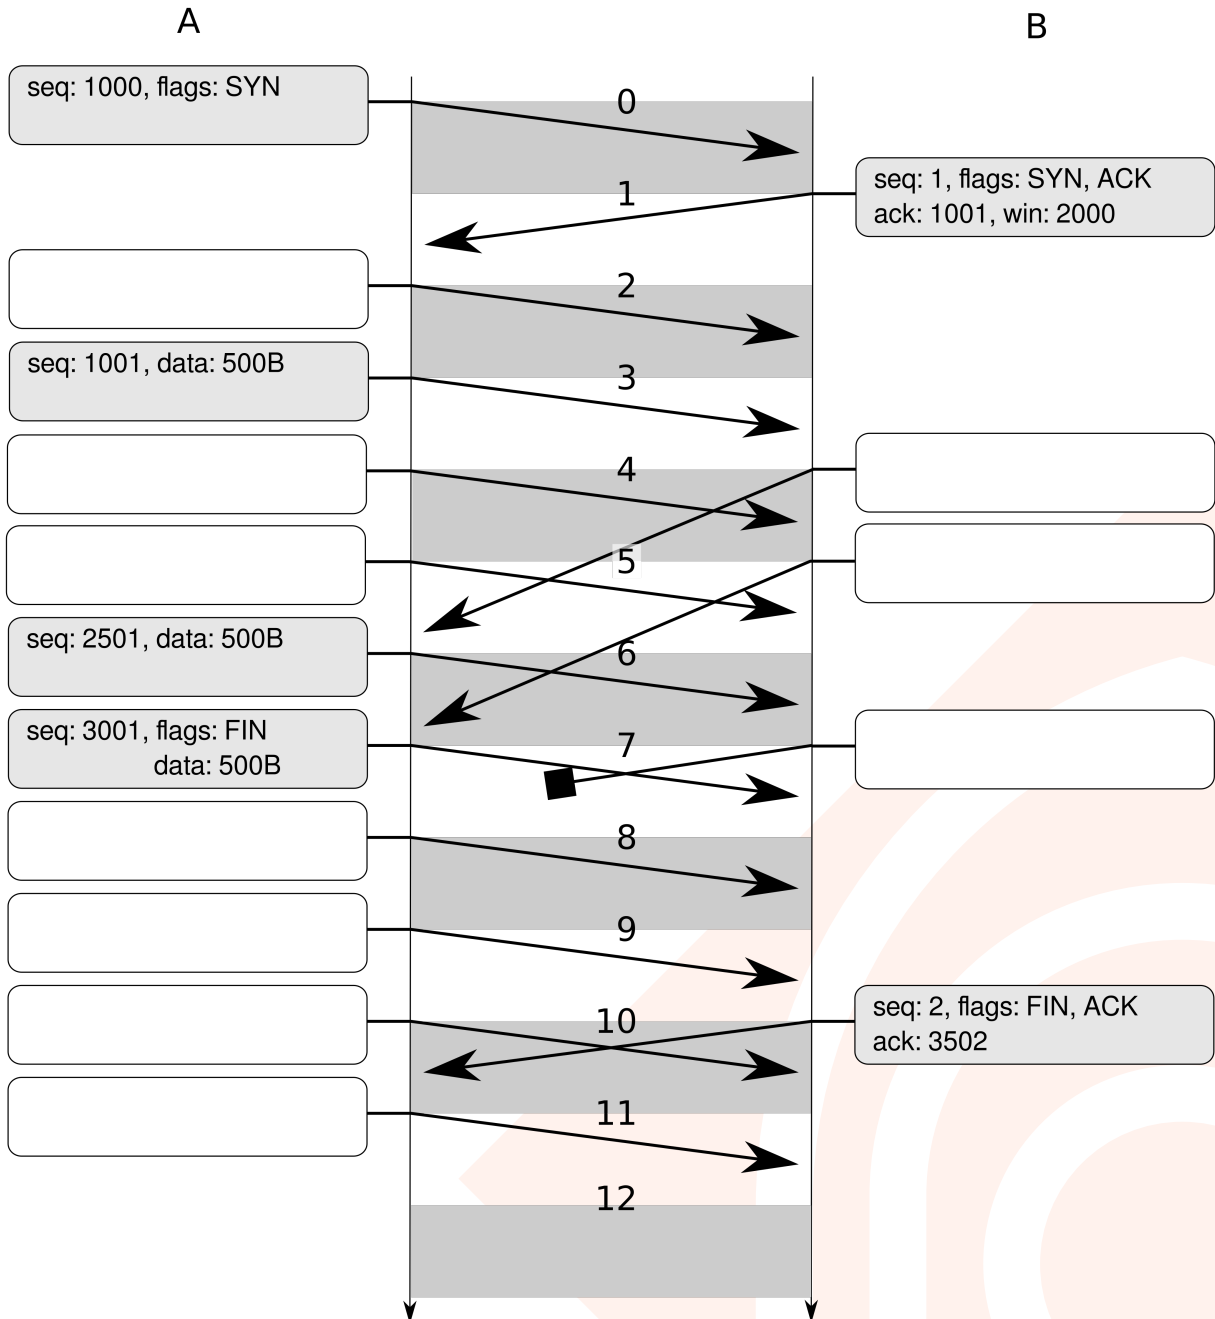 A
B
seq: 1000, flags: SYN
0
1
seq: 1, flags: SYN, ACK
ack: 1001, win: 2000
2
seq: 1001, data: 500B
3
4
5
seq: 2501, data: 500B
6
seq: 3001, flags: FIN
data: 500B
7
8
9
10
seq: 2, flags: FIN, ACK
ack: 3502
11
12